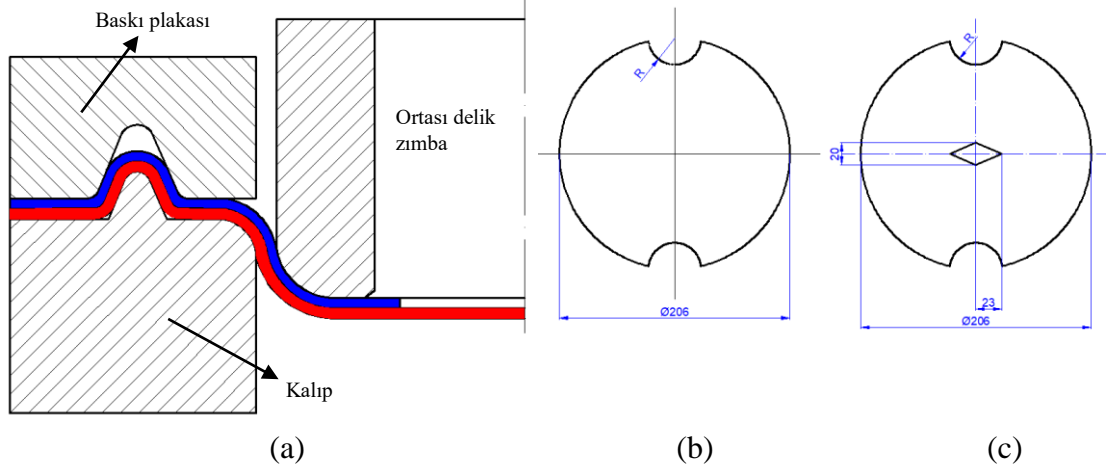 Baskı plakası
Ortası delik
zımba
Kalıp
(a)
R
Ø206
(b)
R
20
23
Ø206
(c)